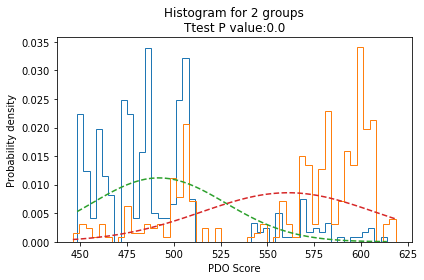 Histogram for 2 groups
Ttest P value:0.0
Probability density
0.035
0.030
0.025
0.020
0.015
0.010
0.005
0.000
450 475 500 525 550 575 600 625
PDO Score